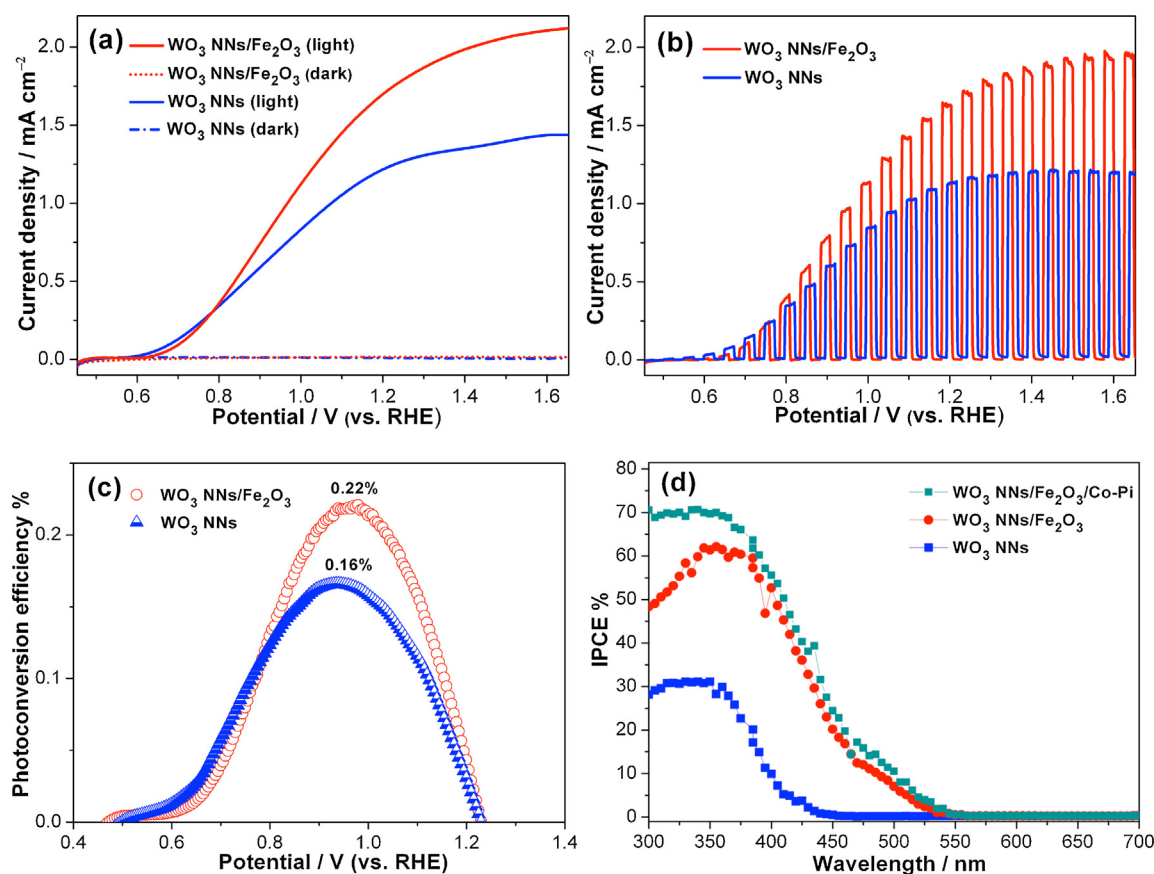 (a)
WO₃ NNs/Fe₂O₃ (light)
WO₃ NNs/Fe₂O₃ (dark)
WO₃ NNs (light)
WO₃ NNs (dark)
Current density / mA cm⁻²
2.0
1.5
1.0
0.5
0.0
0.6 0.8 1.0 1.2 1.4 1.6
Potential / V (vs. RHE)
(b)
WO₃ NNs/Fe₂O₃
WO₃ NNs
Current density / mA cm⁻²
2.0
1.5
1.0
0.5
0.0
0.6 0.8 1.0 1.2 1.4 1.6
Potential / V (vs. RHE)
(c)
WO₃ NNs/Fe₂O₃
WO₃ NNs
0.22%
0.16%
Photoconversion efficiency %
0.2
0.1
0.0
0.4 0.6 0.8 1.0 1.2 1.4
Potential / V (vs. RHE)
(d)
WO₃ NNs/Fe₂O₃/Co-Pi
WO₃ NNs/Fe₂O₃
WO₃ NNs
IPCE %
80
70
60
50
40
30
20
10
0
300 350 400 450 500 550 600 650 700
Wavelength / nm